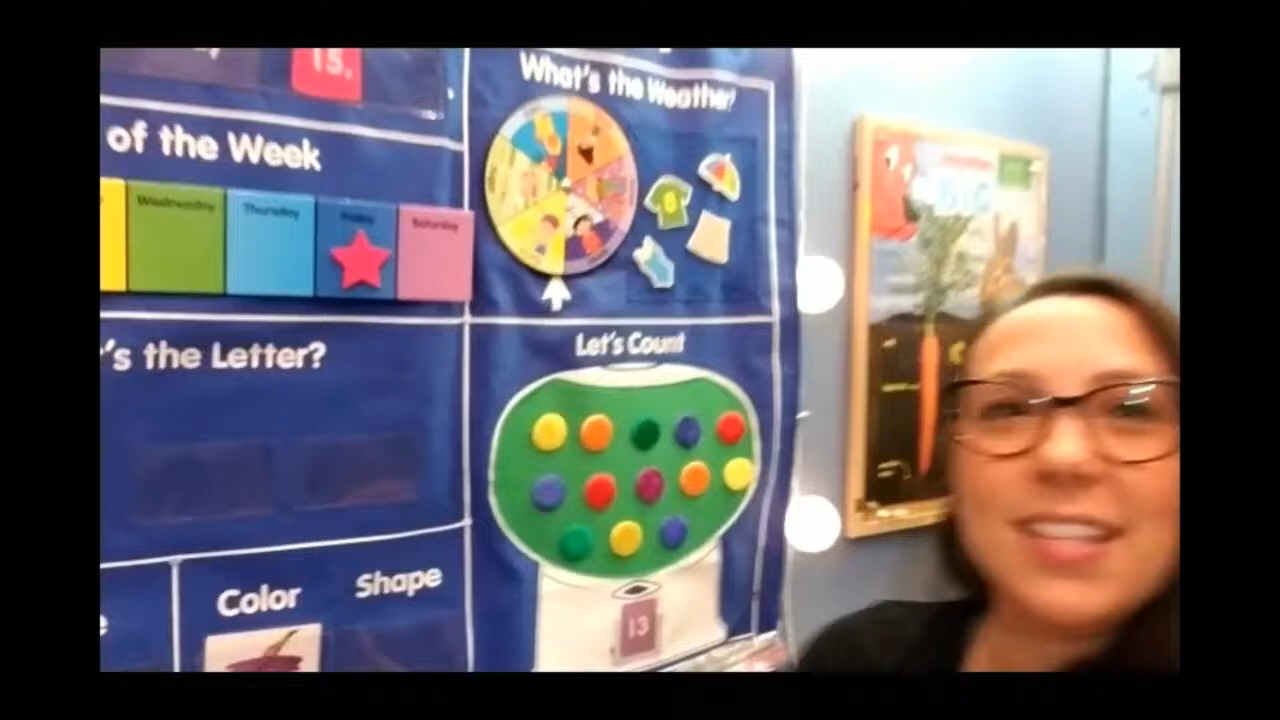 15,
of the Week
Wednesday
Thursday
Friday
Saturday
What's the Weather?
's the Letter?
Let's Count
Color
Shape
13